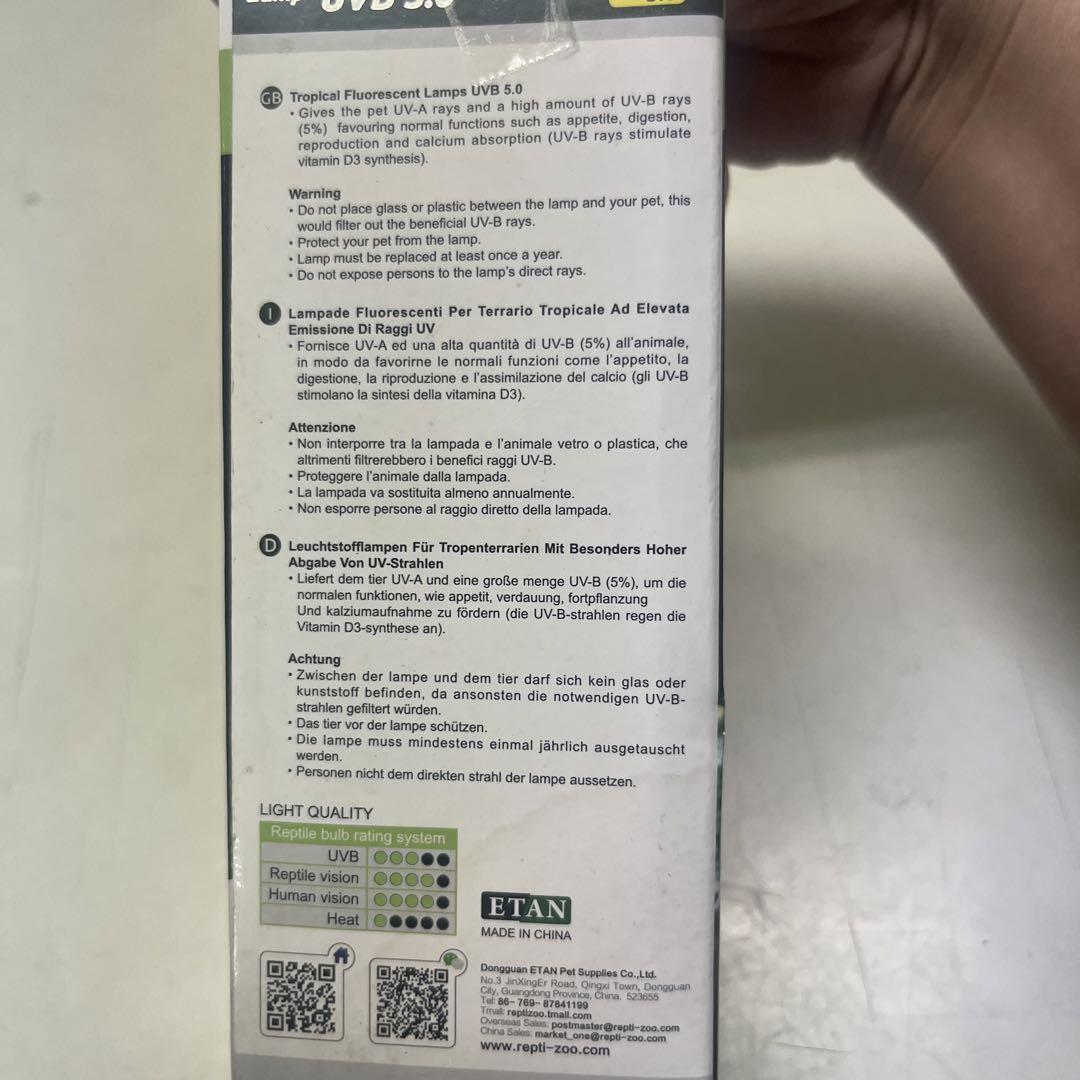 Lamp UVB 5.0
GB Tropical Fluorescent Lamps UVB 5.0
• Gives the pet UV-A rays and a high amount of UV-B rays
(5%) favouring normal functions such as appetite, digestion,
reproduction and calcium absorption (UV-B rays stimulate
vitamin D3 synthesis).
Warning
• Do not place glass or plastic between the lamp and your pet, this
would filter out the beneficial UV-B rays.
• Protect your pet from the lamp.
• Lamp must be replaced at least once a year.
• Do not expose persons to the lamp's direct rays.
I Lampade Fluorescenti Per Terrario Tropicale Ad Elevata
Emissione Di Raggi UV
• Fornisce UV-A ed una alta quantità di UV-B (5%) all'animale,
in modo da favorirne le normali funzioni come l'appetito, la
digestione, la riproduzione e l'assimilazione del calcio (gli UV-B
stimolano la sintesi della vitamina D3).
Attenzione
• Non interporre tra la lampada e l'animale vetro o plastica, che
altrimenti filtrerebbero i benefici raggi UV-B.
• Proteggere l'animale dalla lampada.
• La lampada va sostituita almeno annualmente.
• Non esporre persone al raggio diretto della lampada.
D Leuchtstofflampen Für Tropenterrarien Mit Besonders Hoher
Abgabe Von UV-Strahlen
• Liefert dem tier UV-A und eine große menge UV-B (5%), um die
normalen funktionen, wie appetit, verdauung, fortpflanzung
Und kalziumaufnahme zu fördern (die UV-B-strahlen regen die
Vitamin D3-synthese an).
Achtung
• Zwischen der lampe und dem tier darf sich kein glas oder
kunststoff befinden, da ansonsten die notwendigen UV-B-
strahlen gefiltert würden.
• Das tier vor der lampe schützen.
• Die lampe muss mindestens einmal jährlich ausgetauscht
werden.
• Personen nicht dem direkten strahl der lampe aussetzen.
LIGHT QUALITY
Reptile bulb rating system
UVB
Reptile vision
Human vision
Heat
ETAN
MADE IN CHINA
Dongguan ETAN Pet Supplies Co.,Ltd.
No.3 JinXingEr Road, Qingxi Town, Dongguan
City, Guangdong Province, China. 523655
Tel: 86-769-87841199
Tmall: reptizoo.tmall.com
Overseas Sales: postmaster@repti-zoo.com
China Sales: market_one@repti-zoo.com
www.repti-zoo.com